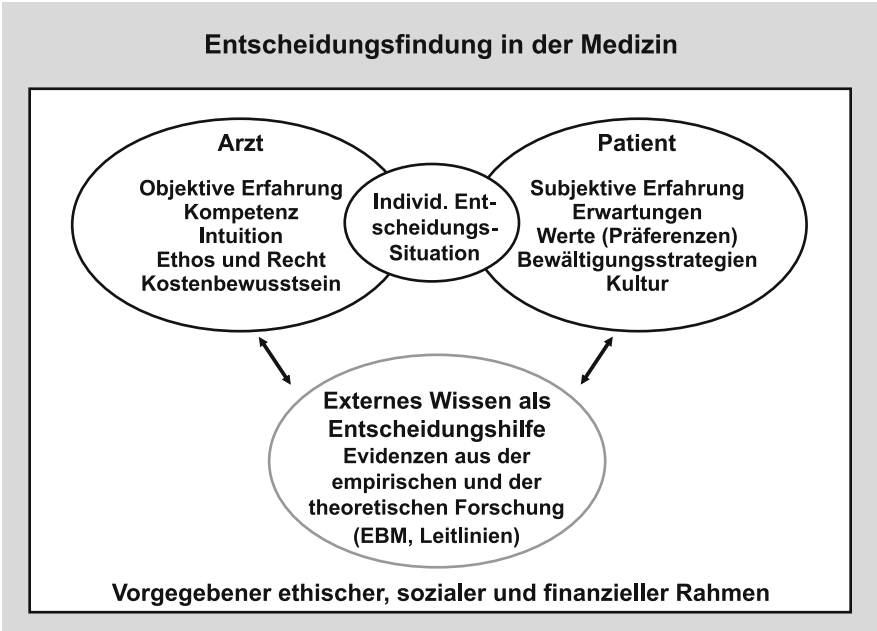 Entscheidungsfindung in der Medizin
Arzt
Objektive Erfahrung
Kompetenz
Intuition
Ethos und Recht
Kostenbewusstsein
Individ. Ent-
scheidungs-
Situation
Patient
Subjektive Erfahrung
Erwartungen
Werte (Präferenzen)
Bewältigungsstrategien
Kultur
Externes Wissen als
Entscheidungshilfe
Evidenzen aus der
empirischen und der
theoretischen Forschung
(EBM, Leitlinien)
Vorgegebener ethischer, sozialer und finanzieller Rahmen